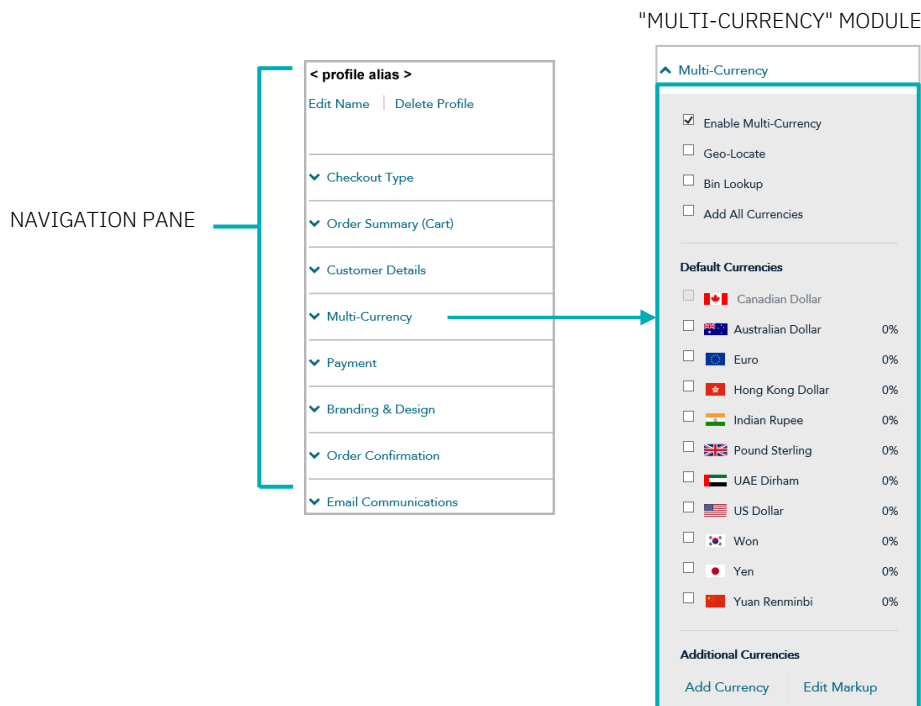 "MULTI-CURRENCY" MODULE
NAVIGATION PANE
< profile alias >
Edit Name | Delete Profile
Checkout Type
Order Summary (Cart)
Customer Details
Multi-Currency
Payment
Branding & Design
Order Confirmation
Email Communications
Multi-Currency
Enable Multi-Currency
Geo-Locate
Bin Lookup
Add All Currencies
Default Currencies
Canadian Dollar
Australian Dollar 0%
Euro 0%
Hong Kong Dollar 0%
Indian Rupee 0%
Pound Sterling 0%
UAE Dirham 0%
US Dollar 0%
Won 0%
Yen 0%
Yuan Renminbi 0%
Additional Currencies
Add Currency Edit Markup